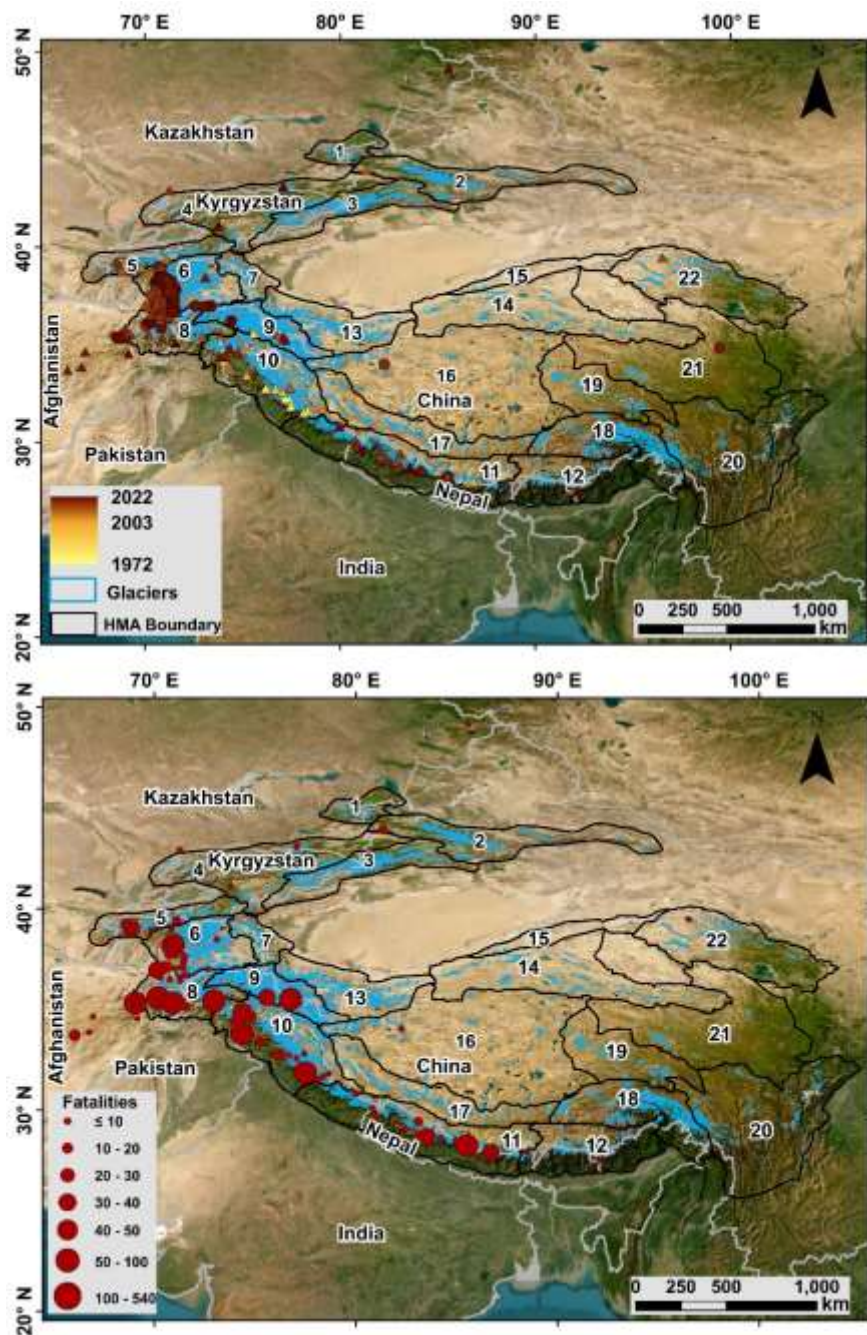 70° E 80° E 90° E 100° E
50° N
N
Kazakhstan
1
2
Kyrgyzstan
3
4
40° N
5
6
7
15
22
14
8
9
13
10
Afghanistan
21
16
China
19
18
17
30° N
Pakistan
11
12
20
Nepal
2022
2003
1972
Glaciers
HMA Boundary
India
0 250 500 1,000
km
20° N
70° E 80° E 90° E 100° E
50° N
N
Kazakhstan
1
2
Kyrgyzstan
3
4
40° N
5
6
7
15
22
14
8
9
13
10
Afghanistan
21
16
China
19
Pakistan
18
17
30° N
Fatalities
≤ 10
10 - 20
20 - 30
30 - 40
40 - 50
50 - 100
100 - 540
11
12
20
Nepal
India
0 250 500 1,000
km
20° N